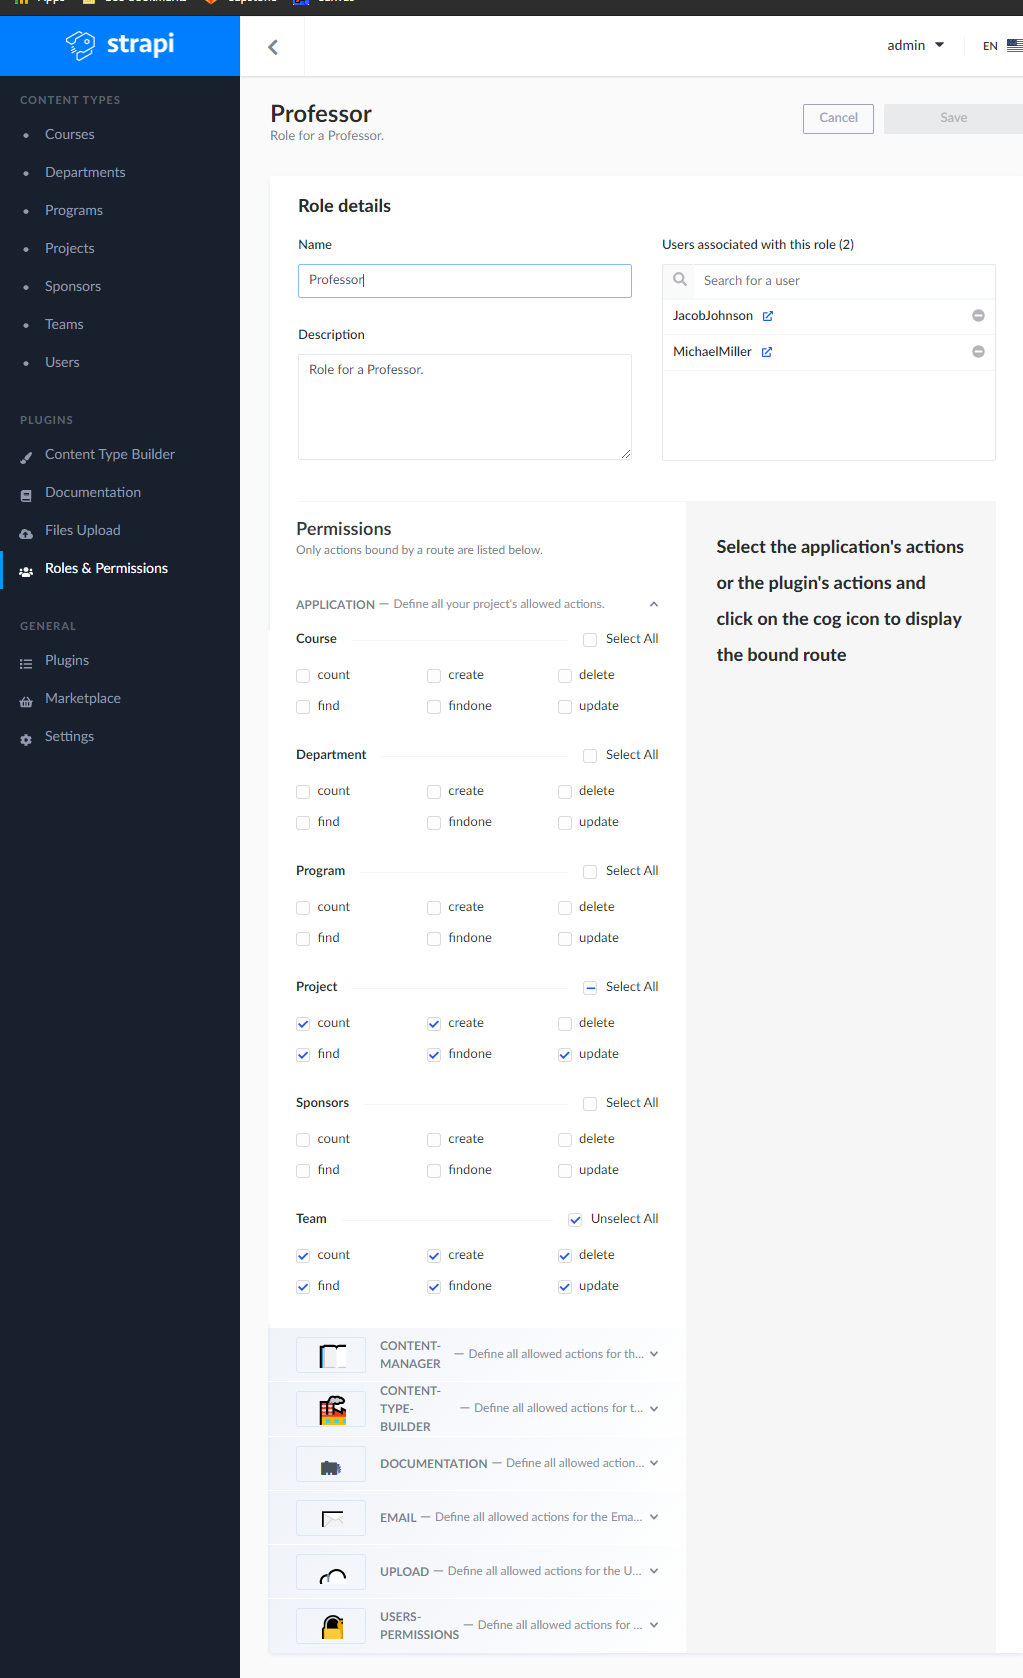 Apps
strapi
admin
EN
CONTENT TYPES
Courses
Departments
Programs
Projects
Sponsors
Teams
Users
PLUGINS
Content Type Builder
Documentation
Files Upload
Roles & Permissions
GENERAL
Plugins
Marketplace
Settings
Professor
Role for a Professor.
Cancel
Save
Role details
Name
Professor
Description
Role for a Professor.
Users associated with this role (2)
Search for a user
JacobJohnson
MichaelMiller
Permissions
Only actions bound by a route are listed below.
APPLICATION — Define all your project's allowed actions.
Course Select All
count create delete
find findone update
Department Select All
count create delete
find findone update
Program Select All
count create delete
find findone update
Project Select All
count create delete
find findone update
Sponsors Select All
count create delete
find findone update
Team Unselect All
count create delete
find findone update
CONTENT-
MANAGER — Define all allowed actions for th...
CONTENT-
TYPE- — Define all allowed actions for t...
BUILDER
DOCUMENTATION — Define all allowed action...
EMAIL — Define all allowed actions for the Ema...
UPLOAD — Define all allowed actions for the U...
USERS-
PERMISSIONS — Define all allowed actions for ...
Select the application's actions
or the plugin's actions and
click on the cog icon to display
the bound route